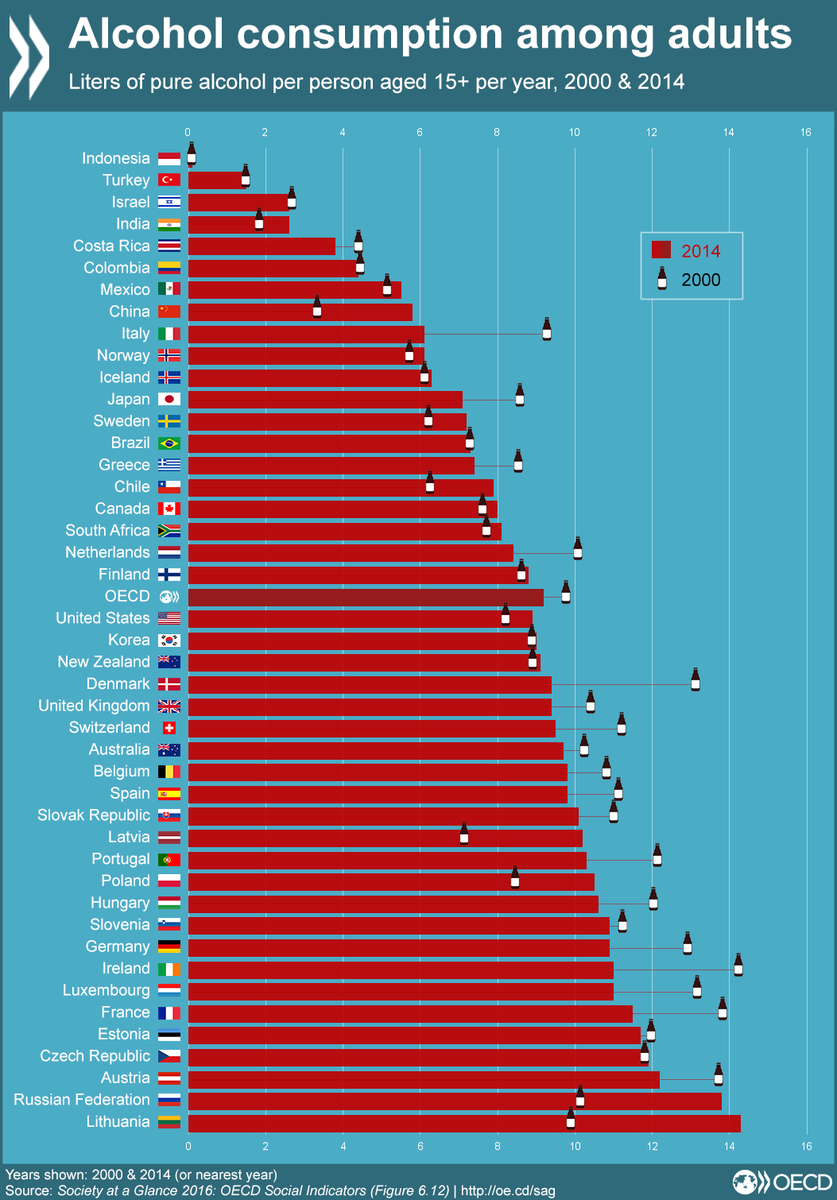 Alcohol consumption among adults
Liters of pure alcohol per person aged 15+ per year, 2000 & 2014
0 2 4 6 8 10 12 14 16
Indonesia
Turkey
Israel
India
Costa Rica
Colombia
Mexico
China
Italy
Norway
Iceland
Japan
Sweden
Brazil
Greece
Chile
Canada
South Africa
Netherlands
Finland
OECD
United States
Korea
New Zealand
Denmark
United Kingdom
Switzerland
Australia
Belgium
Spain
Slovak Republic
Latvia
Portugal
Poland
Hungary
Slovenia
Germany
Ireland
Luxembourg
France
Estonia
Czech Republic
Austria
Russian Federation
Lithuania
2014
2000
0 2 4 6 8 10 12 14 16
Years shown: 2000 & 2014 (or nearest year)
Source: Society at a Glance 2016: OECD Social Indicators (Figure 6.12) | http://oe.cd/sag
OECD